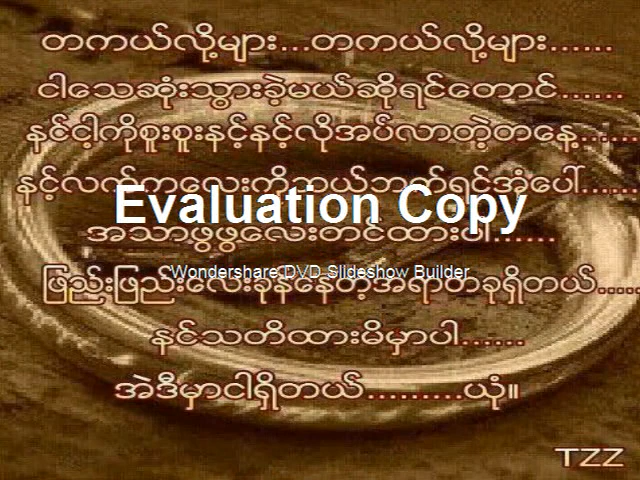 တကယ်လို့များ...တကယ်လို့များ......
ငါသေဆုံးသွားခဲ့မယ်ဆိုရင်တောင်......
နင်ငါ့ကိုစူးစူးနင့်နင့်လိုအပ်လာတဲ့တနေ့......
နင့်လက်ကလေးကိုဘယ်ဘက်ရင်အုံပေါ်......
Evaluation Copy
အသာဖွဖွလေးတင်ထားပါ......
Wondershare DVD Slideshow Builder
ဖြည်းဖြည်းလေးခုန်နေတဲ့အရာတခုရှိတယ်.....
နင်သတိထားမိမှာပါ......
အဲဒီမှာငါရှိတယ်.........ယုံ။
TZZ